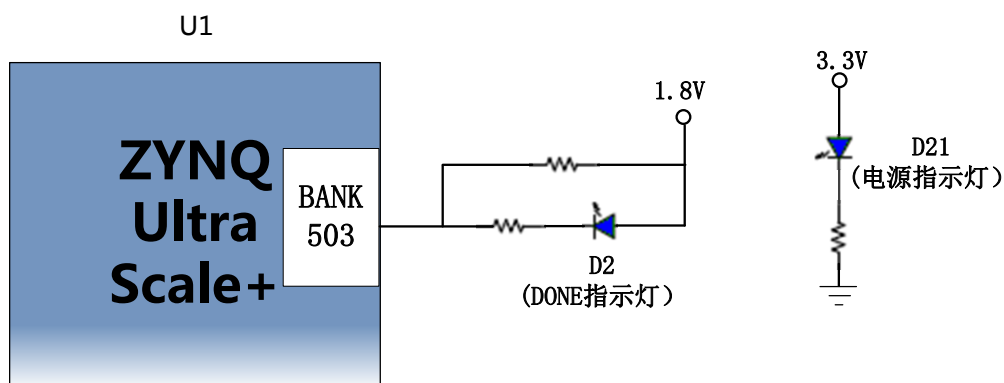 U1
ZYNQ
Ultra
Scale+
BANK
503
1.8V
D2
(DONE指示灯）
3.3V
D21
(电源指示灯）